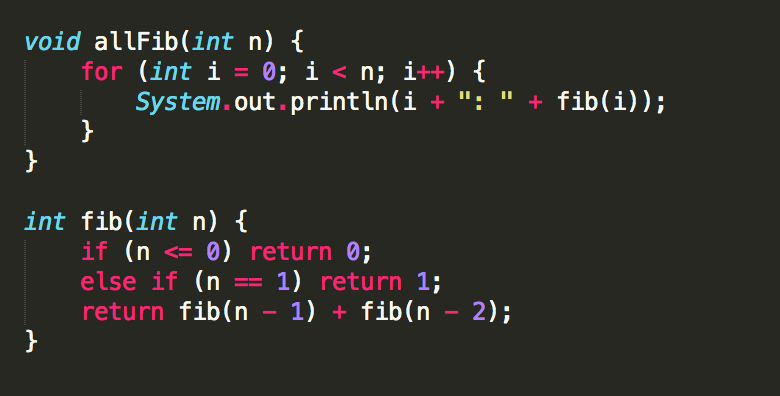 void allFib(int n) {
    for (int i = 0; i < n; i++) {
        System.out.println(i + ": " + fib(i));
    }
}
int fib(int n) {
    if (n <= 0) return 0;
    else if (n == 1) return 1;
    return fib(n - 1) + fib(n - 2);
}